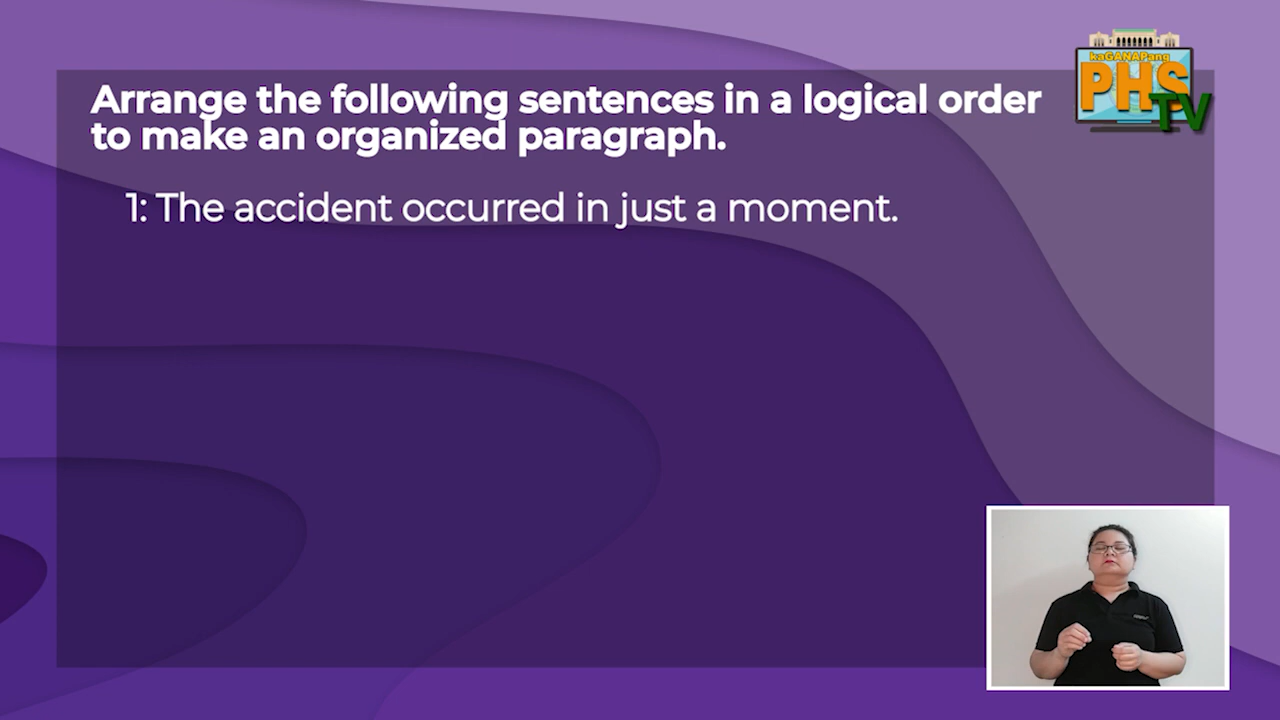 kaGANAPang
PHS
TV
Arrange the following sentences in a logical order
to make an organized paragraph.
1: The accident occurred in just a moment.